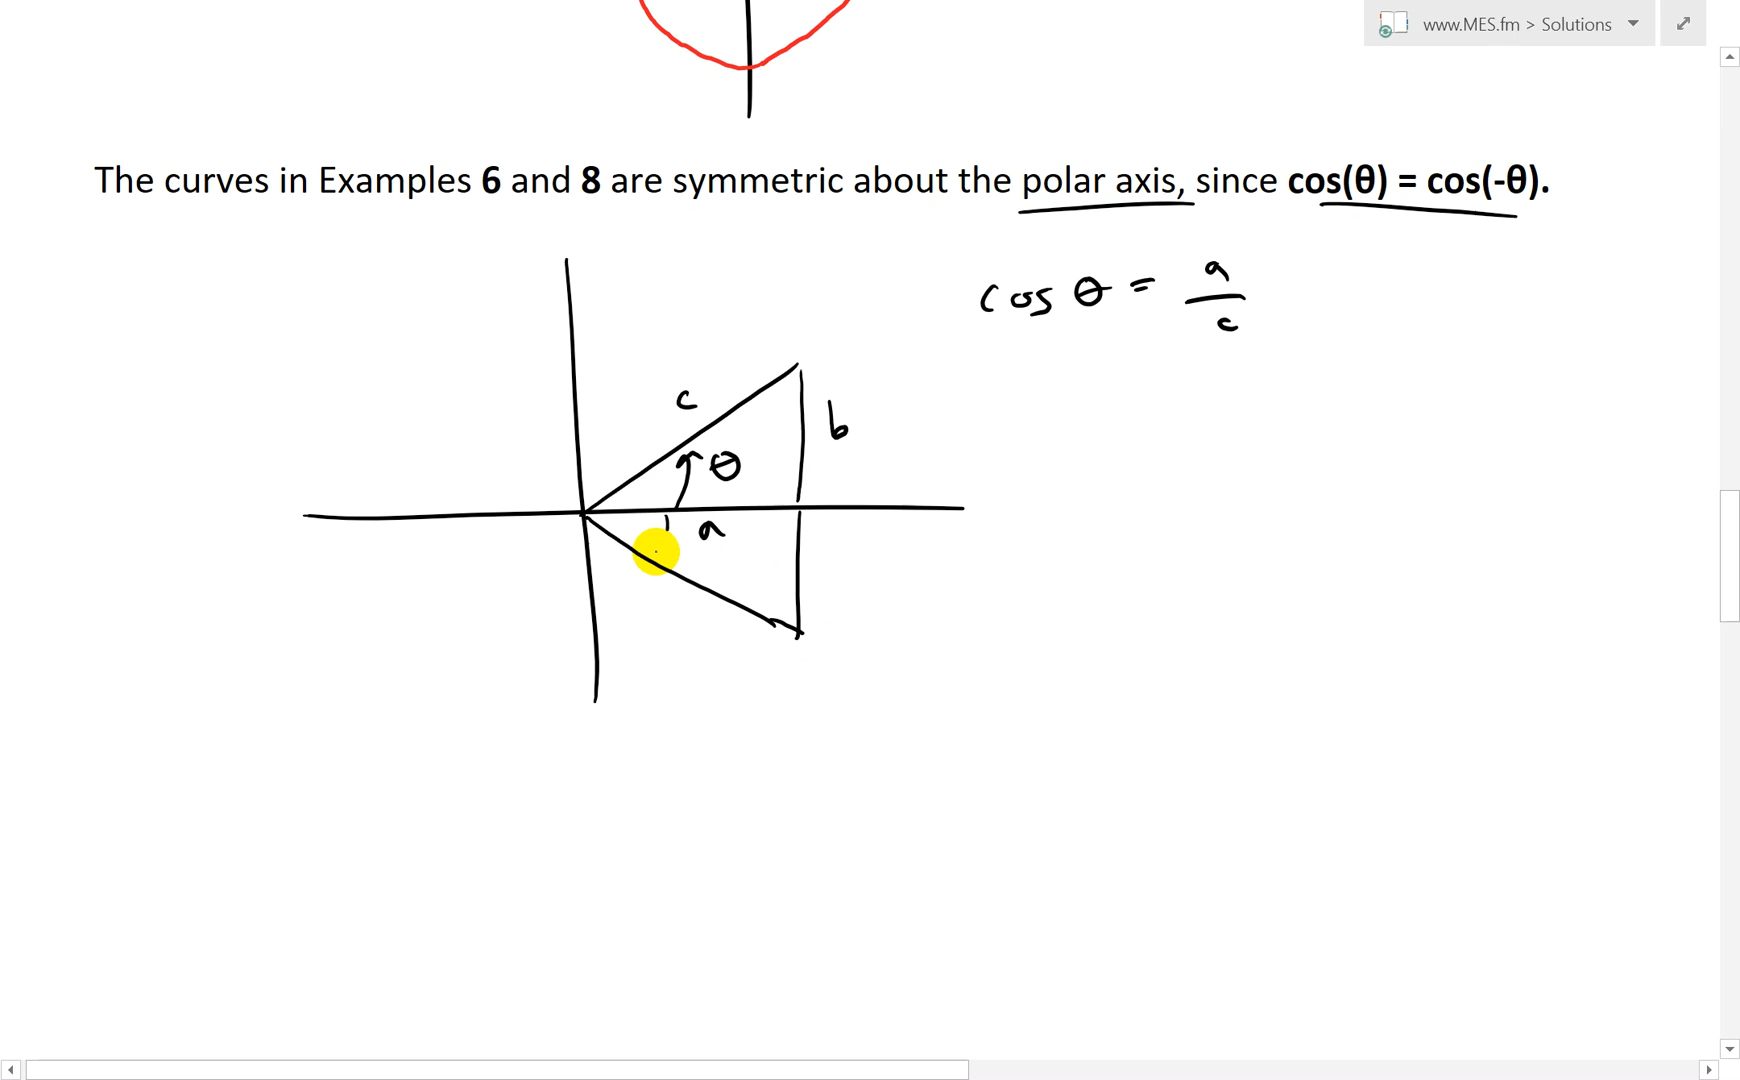 www.MES.fm > Solutions
The curves in Examples 6 and 8 are symmetric about the polar axis, since cos(θ) = cos(-θ).
cos θ = a
c
c
b
θ
a